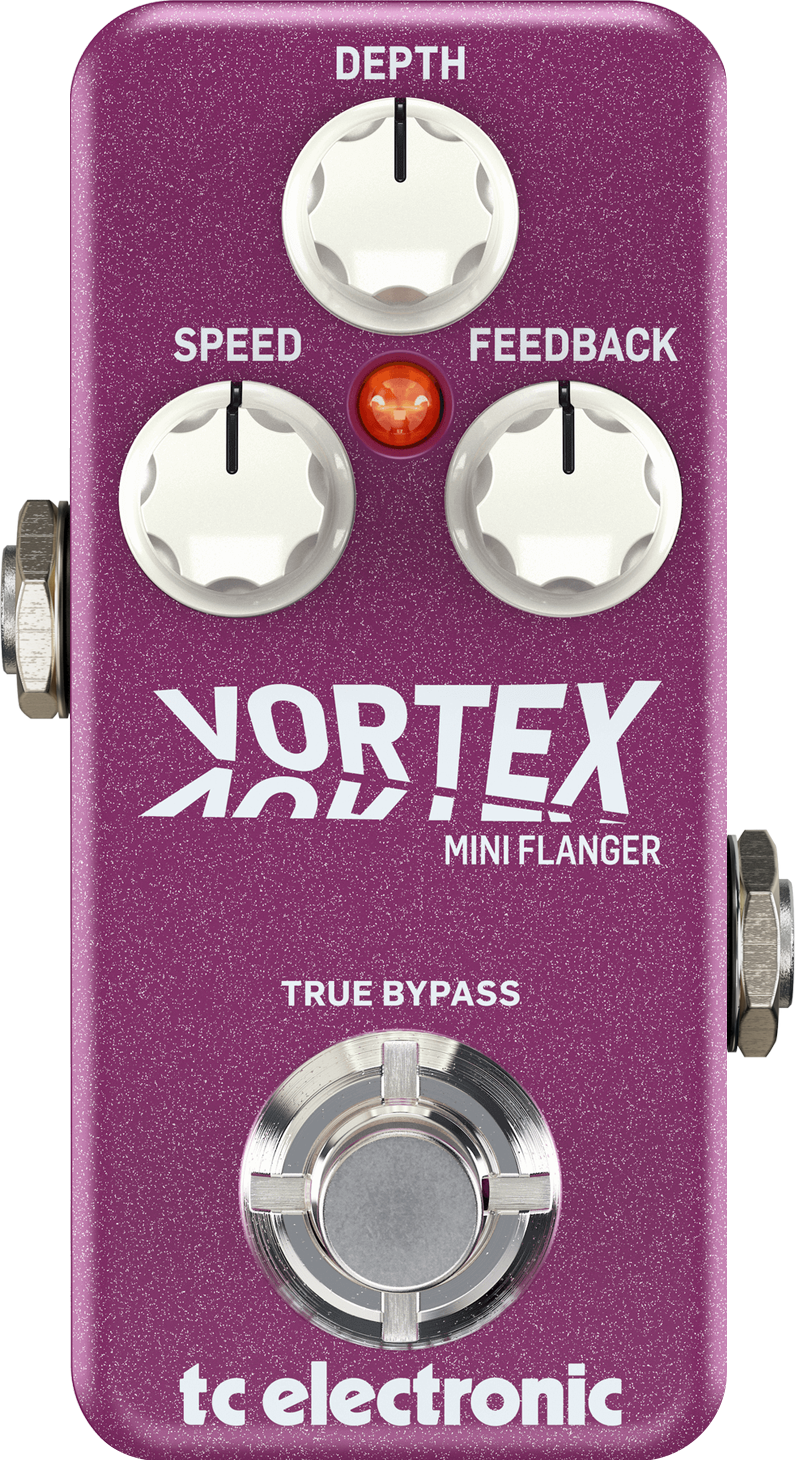 DEPTH
SPEED FEEDBACK
VORTEX
MINI FLANGER
TRUE BYPASS
tc electronic